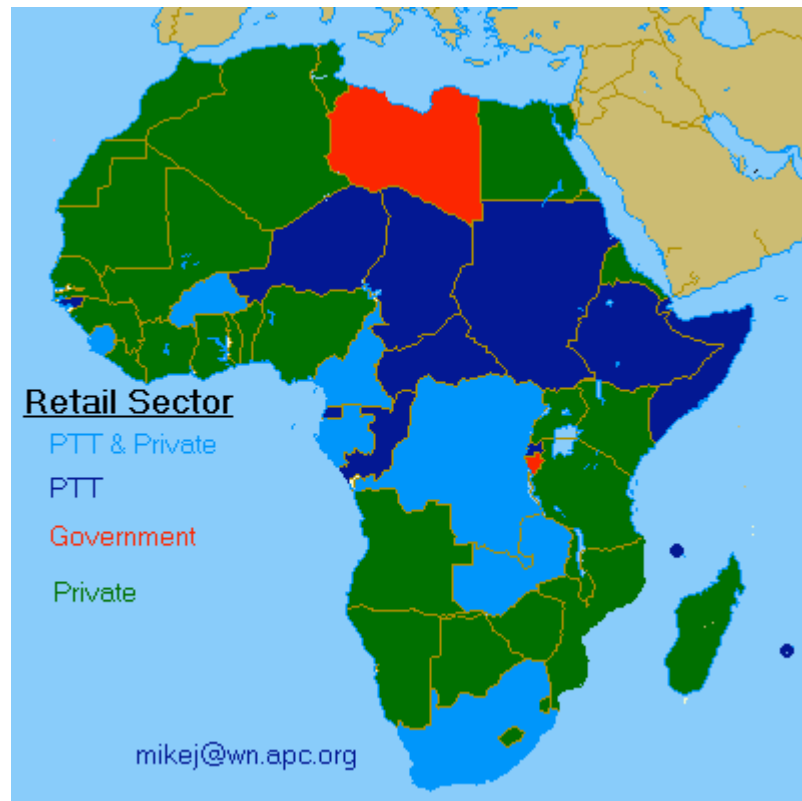 Retail Sector
PTT & Private
PTT
Government
Private
mikej@wn.apc.org